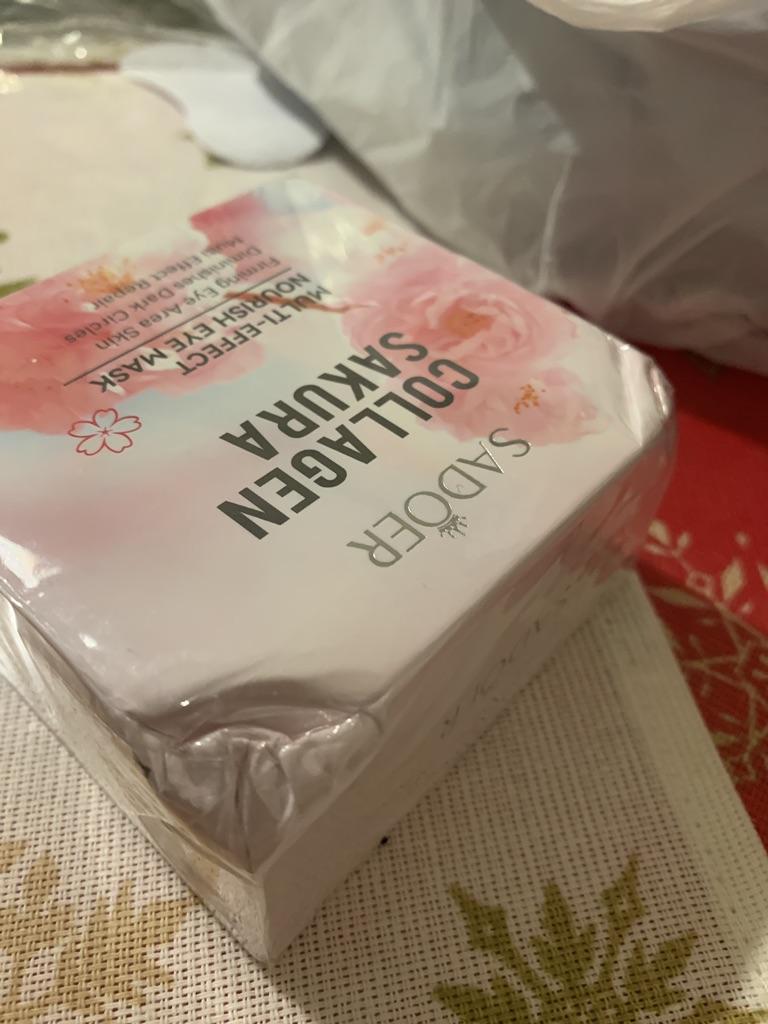 SADOER
COLLAGEN
SAKURA
MULTI-EFFECT
NOURISH EYE MASK
Firming Eye Area Skin
Diminishes Dark Circles
Multi Effect Repair